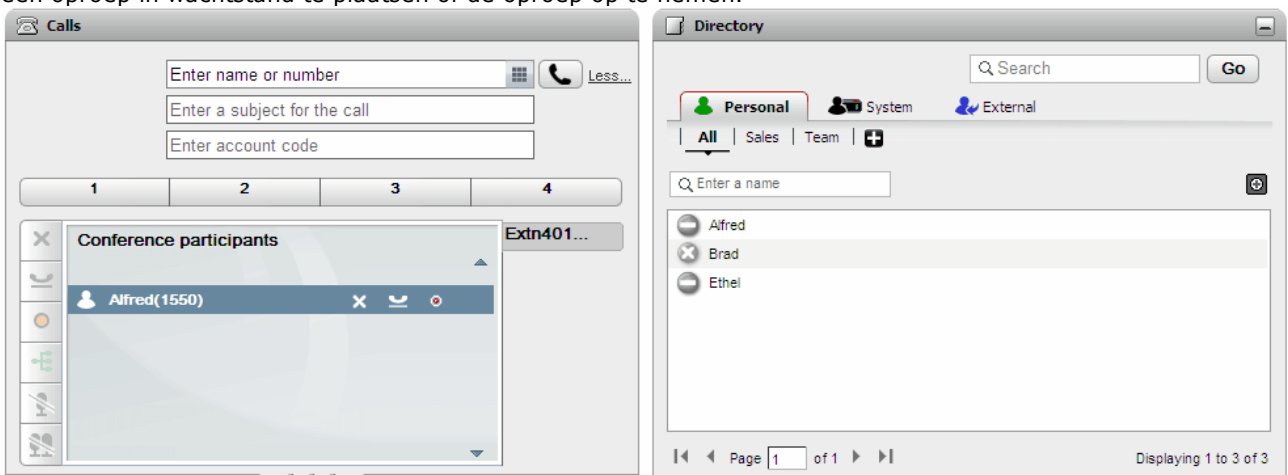 een oproep in wachtstand te plaatsen of de oproep op te nemen.
Calls
Enter name or number
Less...
Enter a subject for the call
Enter account code
1 2 3 4
Conference participants
Extn401...
Alfred(1550)
Directory
Search
Go
Personal System External
All Sales Team
Enter a name
Alfred
Brad
Ethel
Page 1 of 1
Displaying 1 to 3 of 3